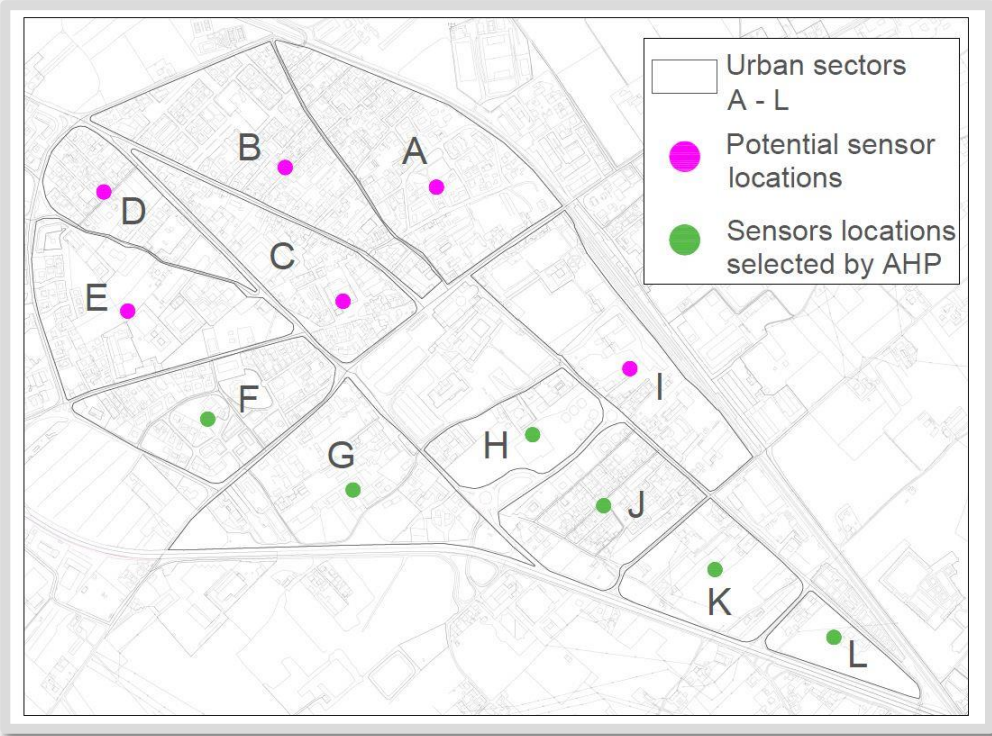 Urban sectors
A - L
Potential sensor
locations
Sensors locations
selected by AHP
A
B
C
D
E
F
G
H
I
J
K
L